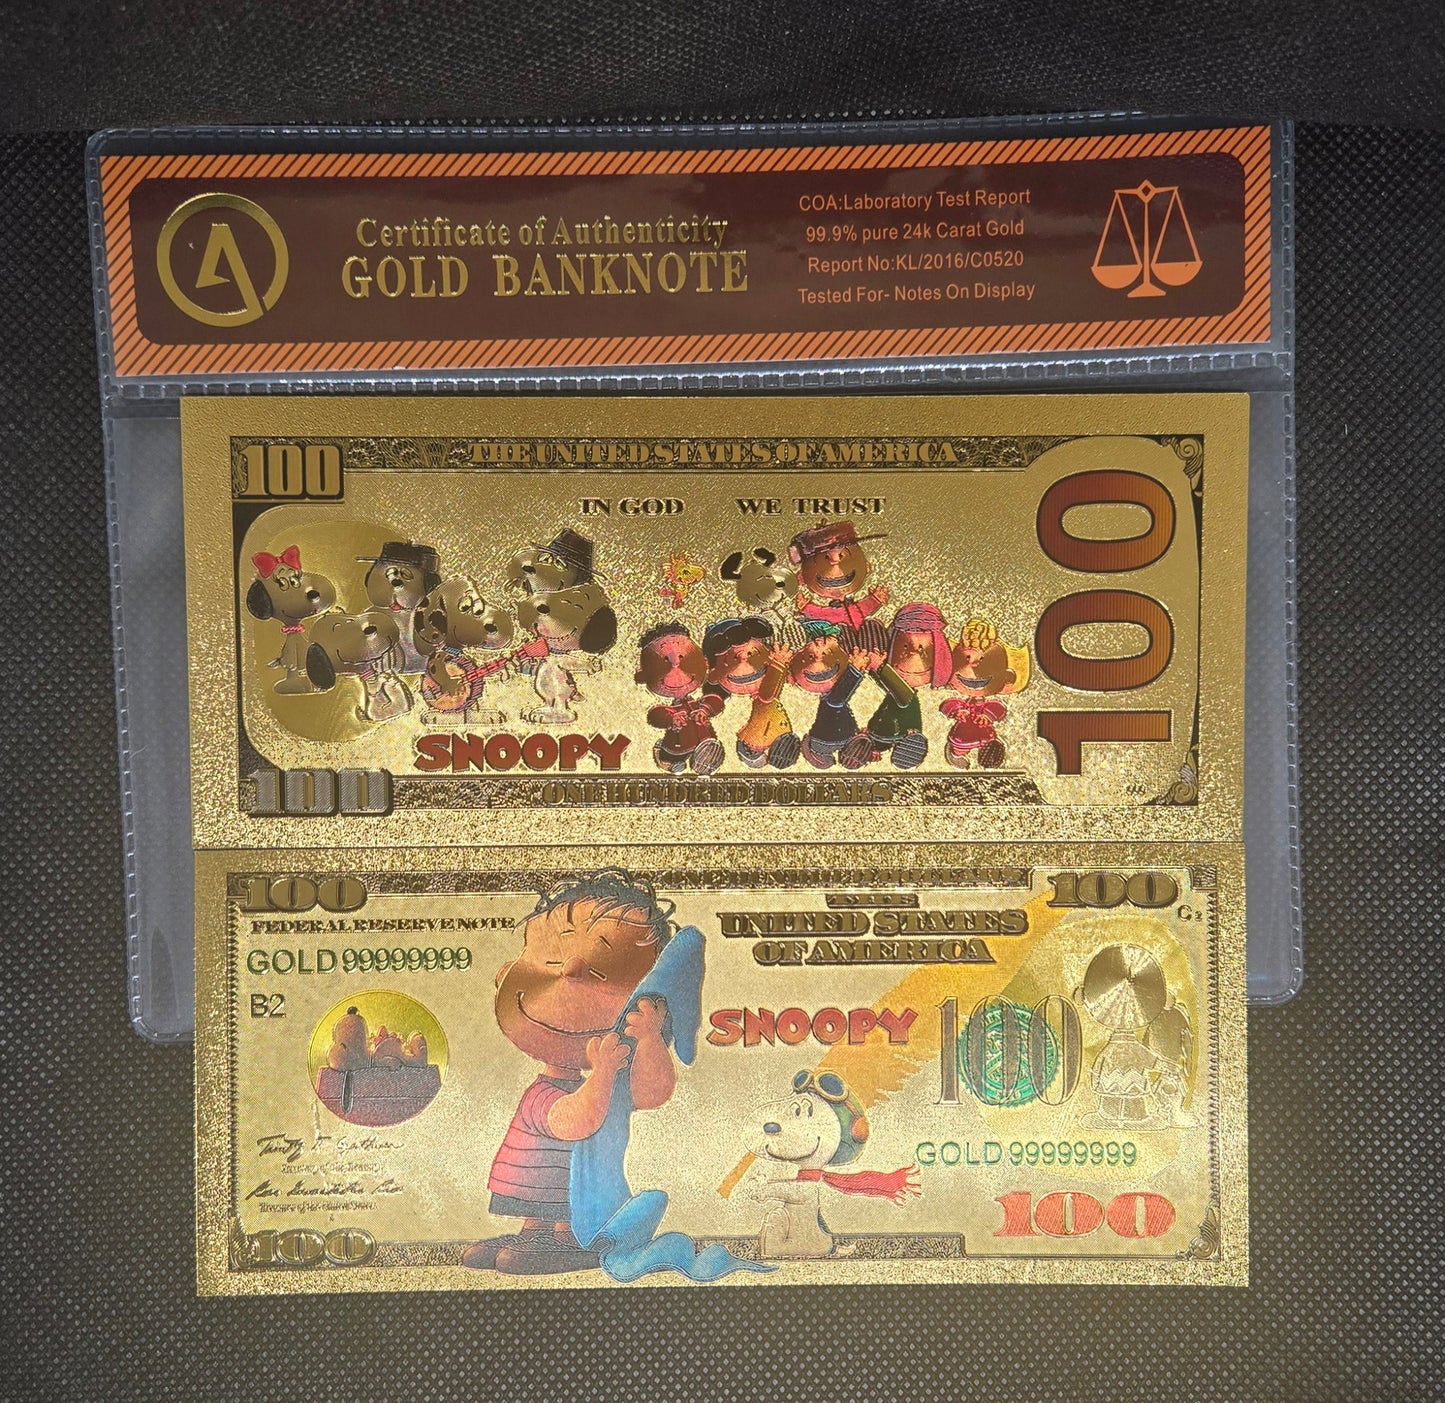 Certificate of Authenticity
GOLD BANKNOTE
COA:Laboratory Test Report
99.9% pure 24k Carat Gold
Report No:KL/2016/C0520
Tested For- Notes On Display
100
THE UNITED STATES OF AMERICA
IN GOD WE TRUST
100
SNOOPY
100
ONE HUNDRED DOLLARS
100
ONE HUNDRED DOLLARS
100
FEDERAL RESERVE NOTE
THE
UNITED STATES
OF AMERICA
GOLD 99999999
B2
SNOOPY
100
GOLD 99999999
100
100